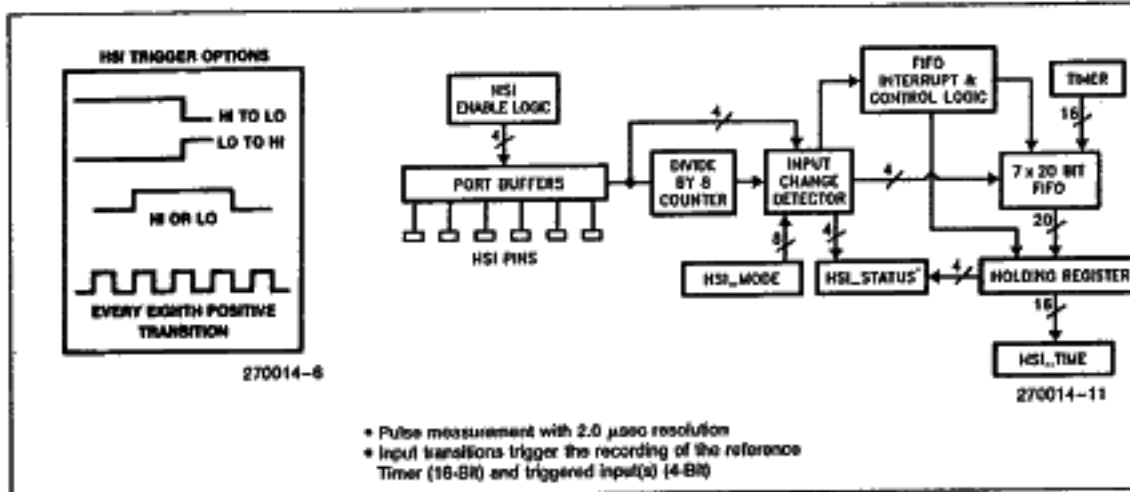 HSI TRIGGER OPTIONS
HI TO LO
LO TO HI
HI OR LO
EVERY EIGHTH POSITIVE
TRANSITION
270014-6
HSI
ENABLE LOGIC
4
PORT BUFFERS
HSI PINS
4
DIVIDE
BY 8
COUNTER
INPUT
CHANGE
DETECTOR
8
HSI_MODE
4
HSI_STATUS*
FIFO
INTERRUPT &
CONTROL LOGIC
TIMER
16
4
7 x 20 BIT
FIFO
20
4
HOLDING REGISTER
16
HSI_TIME
270014-11
• Pulse measurement with 2.0 μsec resolution
• Input transitions trigger the recording of the reference
Timer (16-Bit) and triggered input(s) (4-Bit)